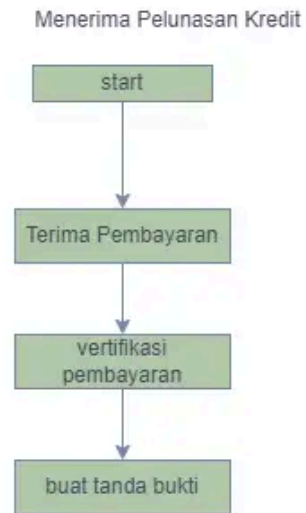 Menerima Pelunasan Kredit
start
Terima Pembayaran
vertifikasi
pembayaran
buat tanda bukti